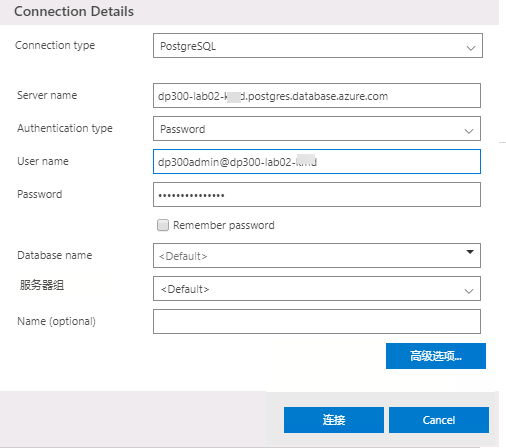 Connection Details
Connection type PostgreSQL
Server name dp300-lab02- .postgres.database.azure.com
Authentication type Password
User name dp300admin@dp300-lab02-
Password •••••••••••••••
Remember password
Database name <Default>
服务器组 <Default>
Name (optional)
高级选项...
连接 Cancel